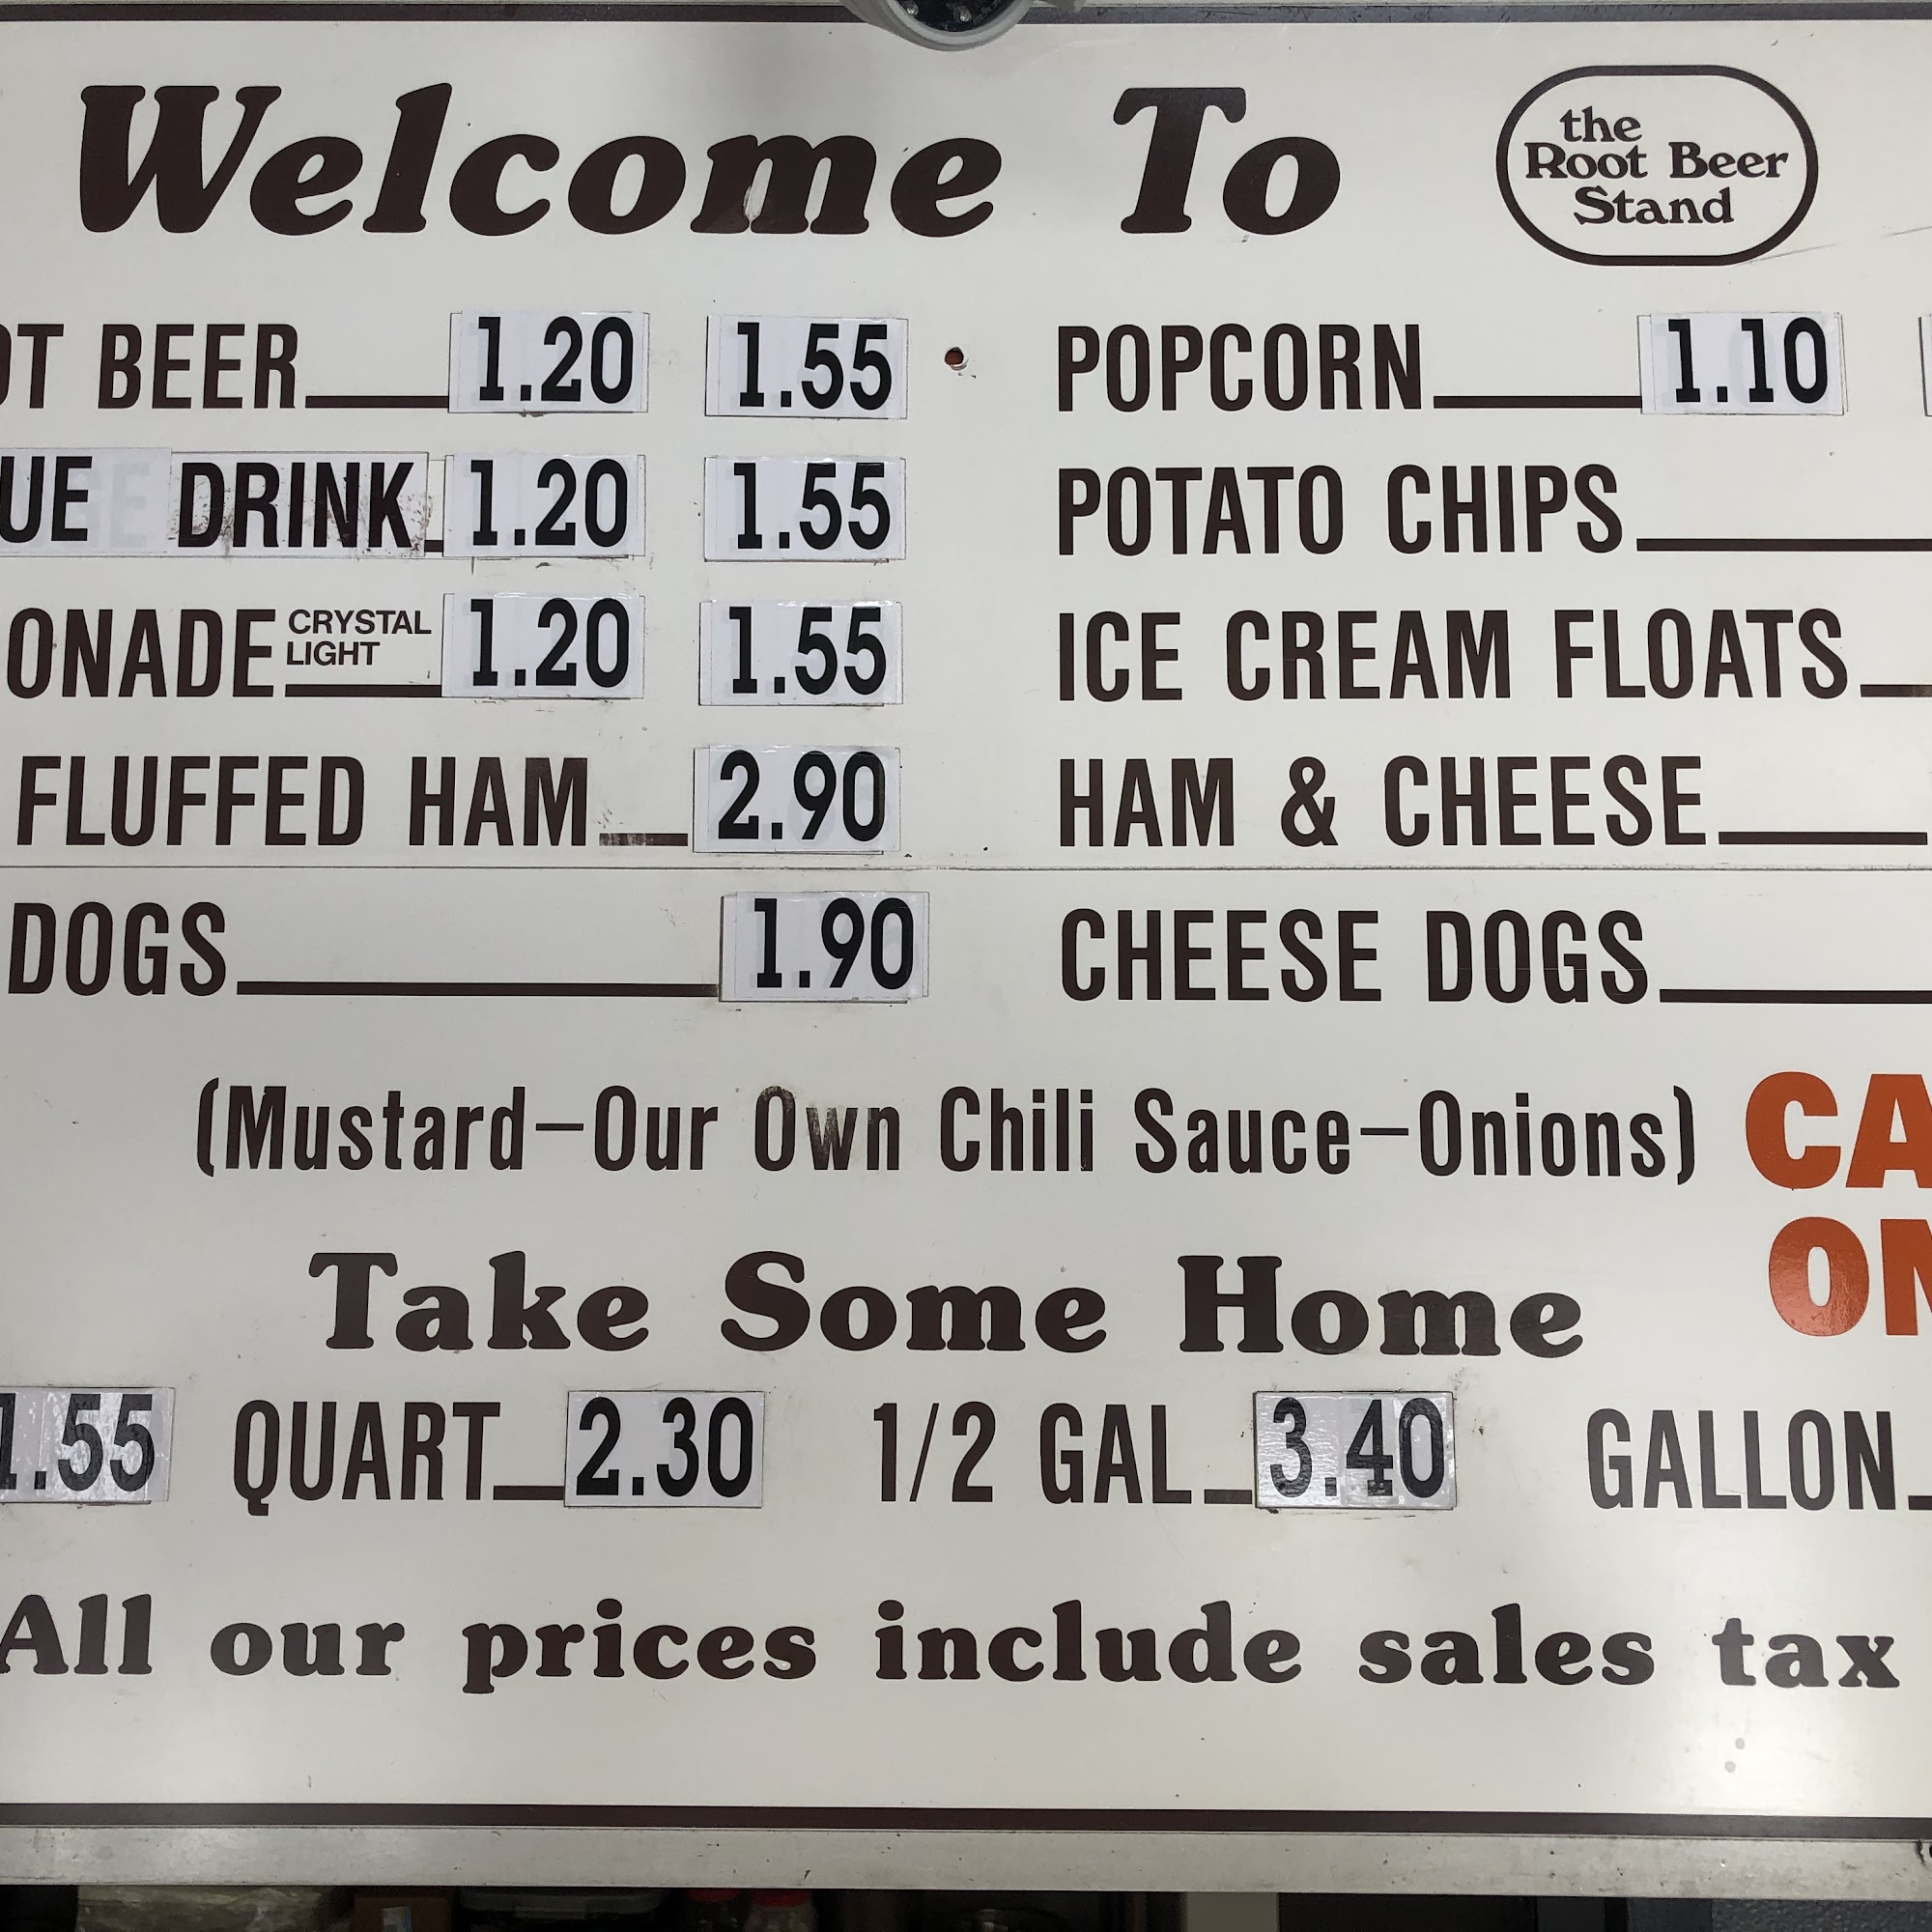 Welcome To
the
Root Beer
Stand
OT BEER 1.20 1.55
POPCORN 1.10
UE DRINK 1.20 1.55
POTATO CHIPS
ONADE CRYSTAL LIGHT 1.20 1.55
ICE CREAM FLOATS
FLUFFED HAM 2.90
HAM & CHEESE
DOGS 1.90
CHEESE DOGS
(Mustard–Our Own Chili Sauce–Onions)
CA
ON
Take Some Home
1.55 QUART 2.30 1/2 GAL 3.40 GALLON
All our prices include sales tax